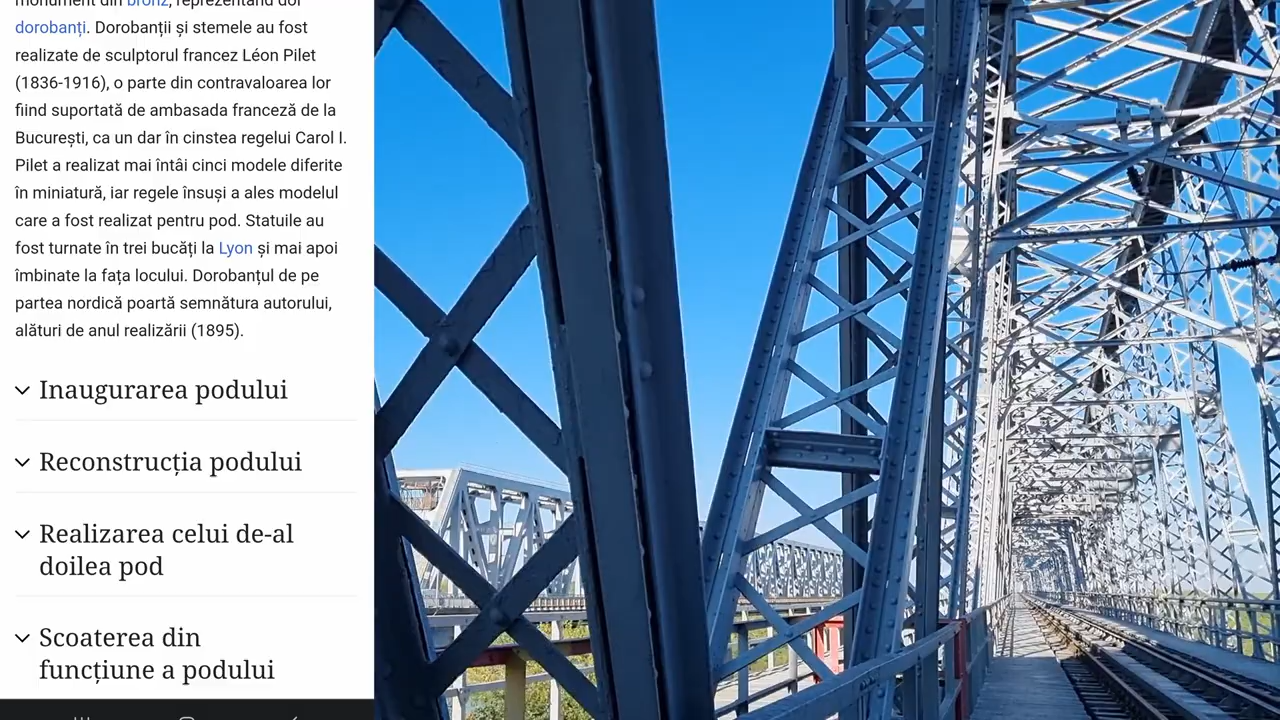 monument din bronz, reprezentând doi
dorobanți. Dorobanții și stemele au fost
realizate de sculptorul francez Léon Pilet
(1836-1916), o parte din contravaloarea lor
fiind suportată de ambasada franceză de la
București, ca un dar în cinstea regelui Carol I.
Pilet a realizat mai întâi cinci modele diferite
în miniatură, iar regele însuși a ales modelul
care a fost realizat pentru pod. Statuile au
fost turnate în trei bucăți la Lyon și mai apoi
îmbinate la fața locului. Dorobanțul de pe
partea nordică poartă semnătura autorului,
alături de anul realizării (1895).
Inaugurarea podului
Reconstrucția podului
Realizarea celui de-al
doilea pod
Scoaterea din
funcțiune a podului